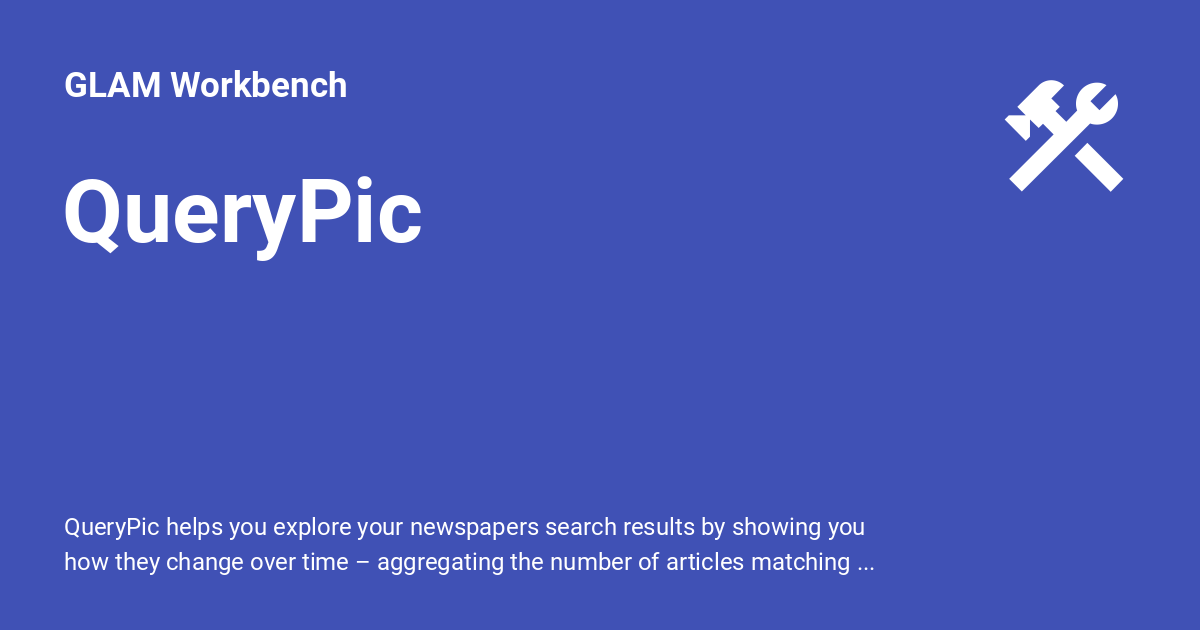 GLAM Workbench
QueryPic
QueryPic helps you explore your newspapers search results by showing you
how they change over time – aggregating the number of articles matching ...